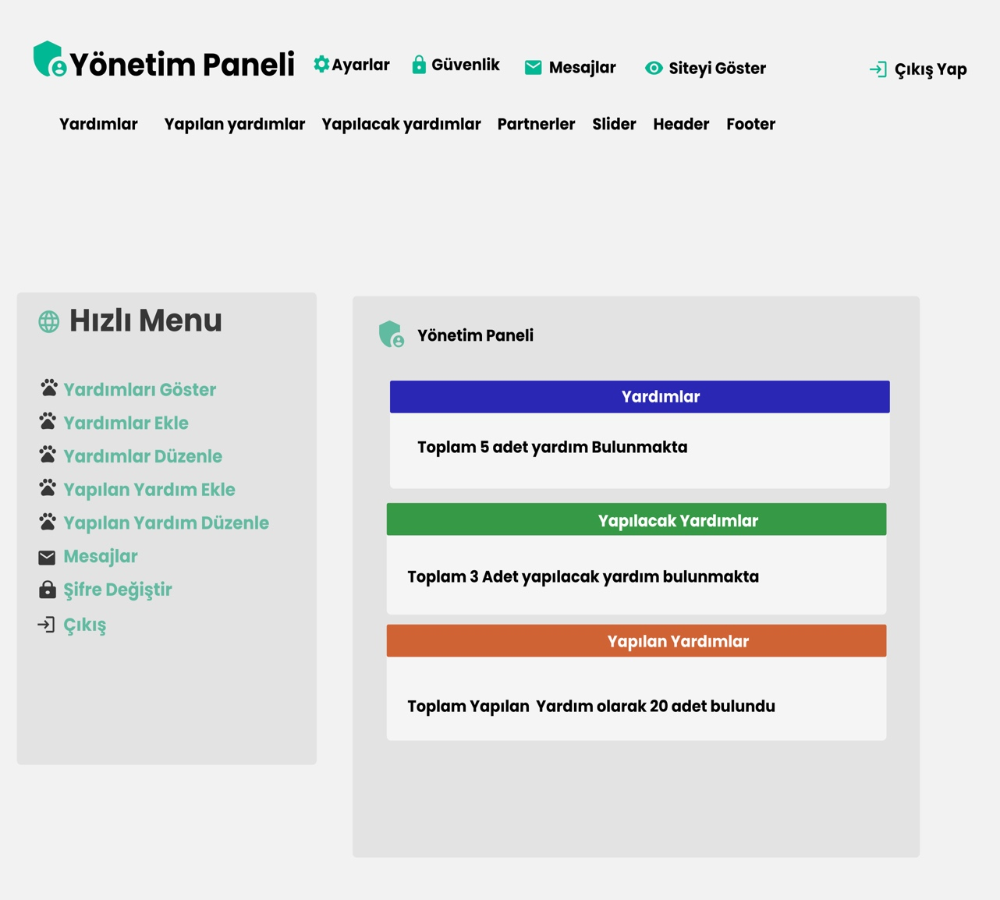 Yönetim Paneli Ayarlar Güvenlik Mesajlar Siteyi Göster Çıkış Yap
Yardımlar Yapılan yardımlar Yapılacak yardımlar Partnerler Slider Header Footer
Hızlı Menu
Yardımları Göster
Yardımlar Ekle
Yardımlar Düzenle
Yapılan Yardım Ekle
Yapılan Yardım Düzenle
Mesajlar
Şifre Değiştir
Çıkış
Yönetim Paneli
Yardımlar
Toplam 5 adet yardım Bulunmakta
Yapılacak Yardımlar
Toplam 3 Adet yapılacak yardım bulunmakta
Yapılan Yardımlar
Toplam Yapılan  Yardım olarak 20 adet bulundu